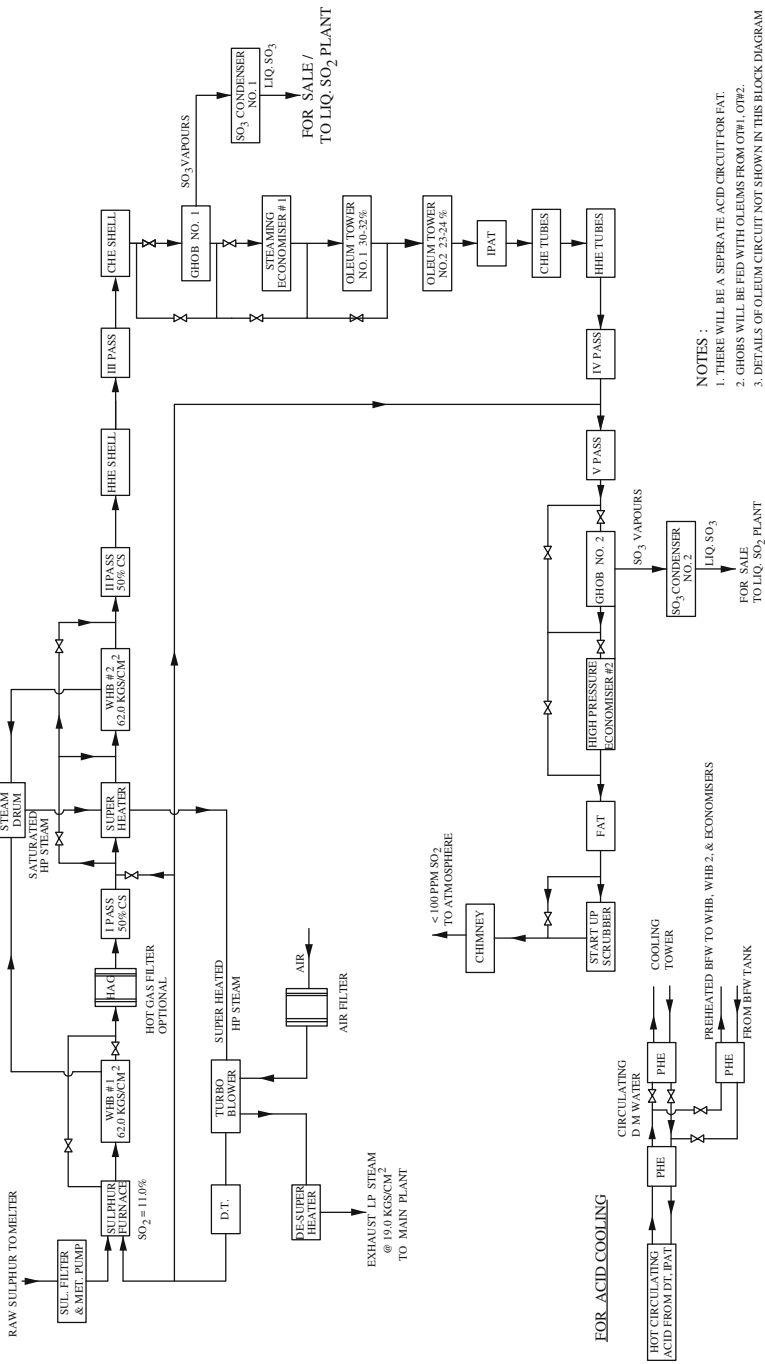 RAW SULPHUR TO MELTER
SUL. FILTER
& MET. PUMP
SULPHUR
FURNACE
SO2 = 11.0%
WHB #1
62.0 KGS/CM2
HAG
HOT GAS FILTER
OPTIONAL
I PASS
50% CS
STEAM
DRUM
SATURATED
HP STEAM
SUPER
HEATER
WHB #2
62.0 KGS/CM2
II PASS
50% CS
HHE SHELL
III PASS
CHE SHELL
GHOB NO. 1
SO3 VAPOURS
SO3 CONDENSER
NO. 1
LIQ. SO3
FOR SALE /
TO LIQ. SO2 PLANT
STEAMING
ECONOMISER # 1
OLEUM TOWER
NO. 1 30-32%
OLEUM TOWER
NO.2 23-24 %
IPAT
CHE TUBES
HHE TUBES
IV PASS
V PASS
GHOB NO. 2
SO3 VAPOURS
SO3 CONDENSER
NO. 2
LIQ. SO3
FOR SALE
TO LIQ. SO2 PLANT
HIGH PRESSURE
ECONOMISER #2
FAT
START UP
SCRUBBER
CHIMNEY
< 100 PPM SO2
TO ATMOSPHERE
D.T.
TURBO
BLOWER
SUPER HEATED
HP STEAM
AIR
AIR FILTER
DE-SUPER
HEATER
EXHAUST LP STEAM
@ 19.0 KGS/CM2
TO MAIN PLANT
FOR ACID COOLING
HOT CIRCULATING
ACID FROM DT, IPAT
PHE
CIRCULATING
D M WATER
PHE
COOLING
TOWER
PHE
PREHEATED BFW TO WHB, WHB 2, & ECONOMISERS
FROM BFW TANK
NOTES :
1. THERE WILL BE A SEPERATE ACID CIRCUIT FOR FAT.
2. GHOBS WILL BE FED WITH OLEUMS FROM OT#1, OT#2.
3. DETAILS OF OLEUM CIRCUIT NOT SHOWN IN THIS BLOCK DIAGRAM